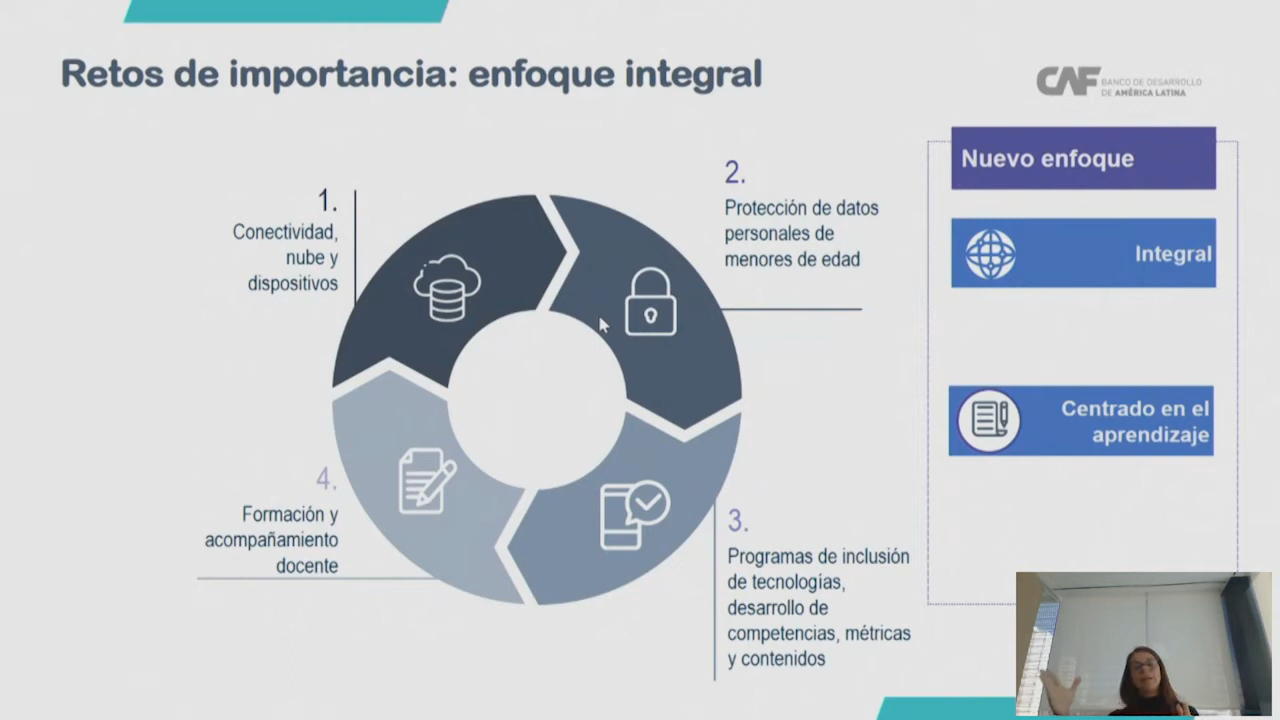 Retos de importancia: enfoque integral
CAF
BANCO DE DESARROLLO
DE AMÉRICA LATINA
1.
Conectividad,
nube y
dispositivos
2.
Protección de datos
personales de
menores de edad
3.
Programas de inclusión
de tecnologías,
desarrollo de
competencias, métricas
y contenidos
4.
Formación y
acompañamiento
docente
Nuevo enfoque
Integral
Centrado en el
aprendizaje